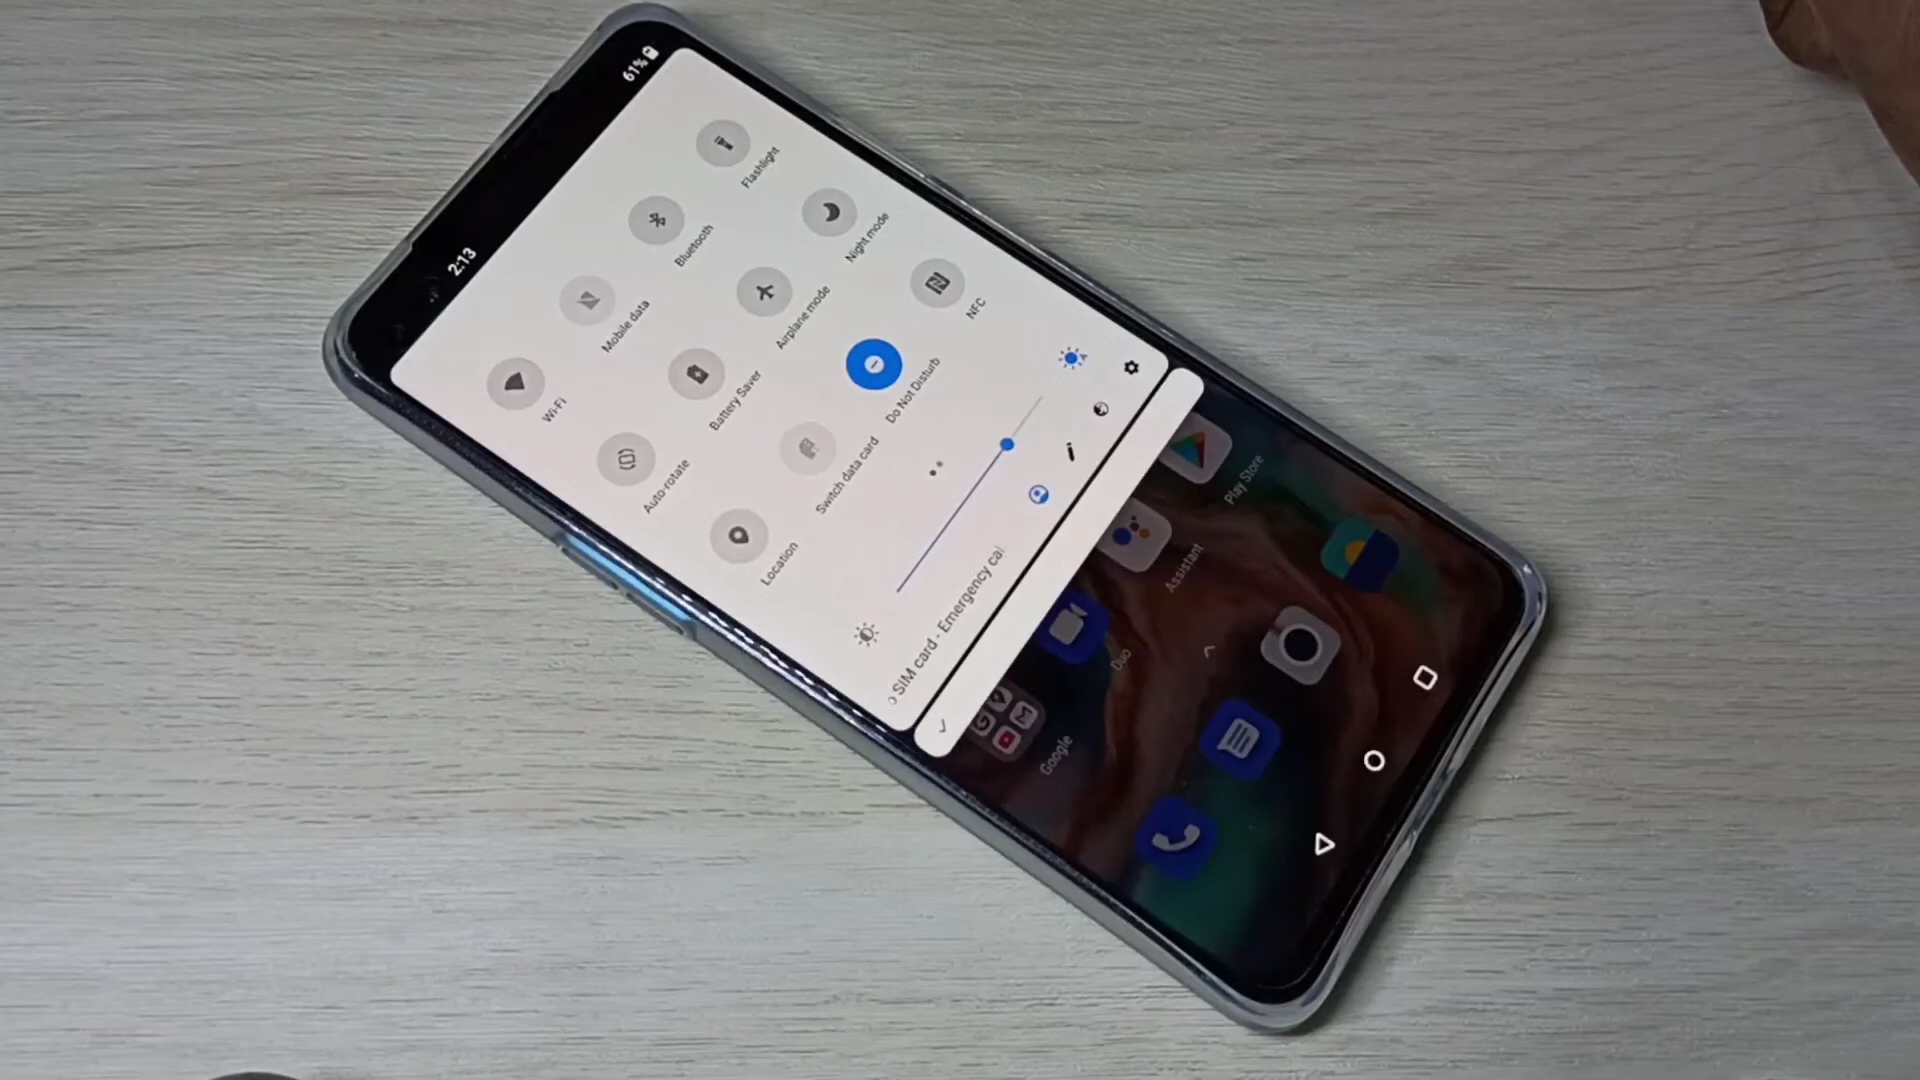 2:13 61%
Wi-Fi Mobile data Bluetooth Flashlight
Auto-rotate Battery Saver Airplane mode Night mode
Location Switch data card Do Not Disturb NFC
SIM card - Emergency cal
Google Duo Assistant Play Store